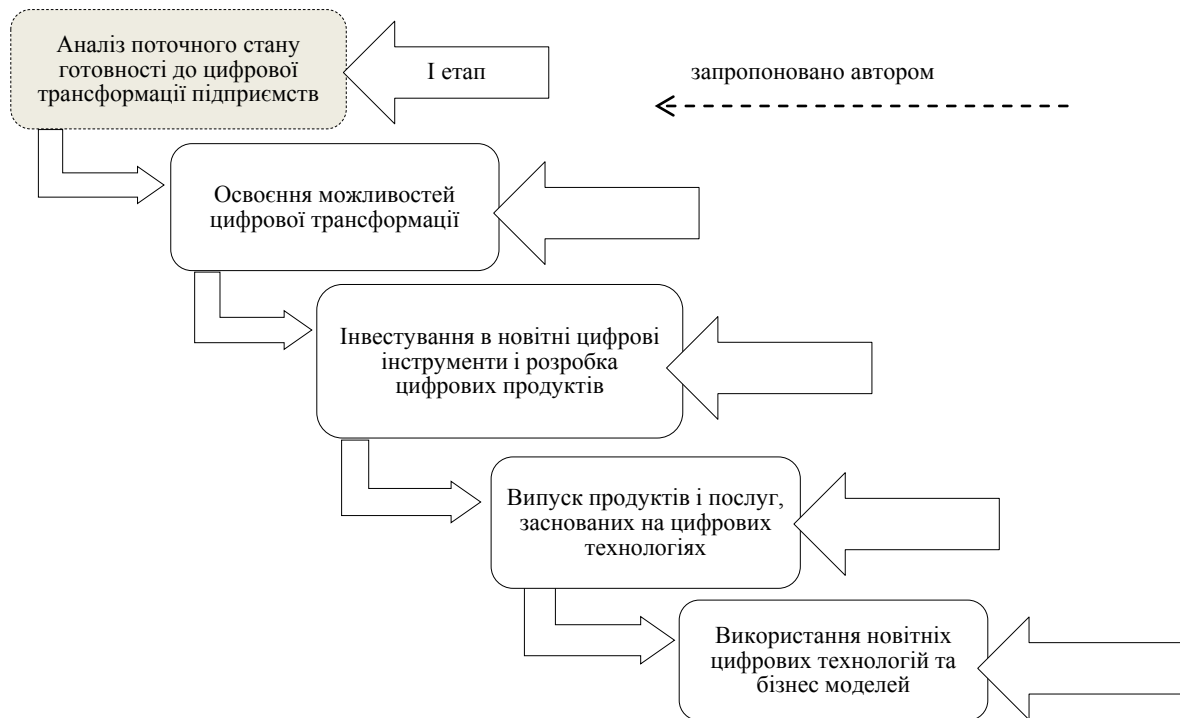 Аналіз поточного стану
готовності до цифрової
трансформації підприємств
І етап
запропоновано автором
Освоєння можливостей
цифрової трансформації
Інвестування в новітні цифрові
інструменти і розробка
цифрових продуктів
Випуск продуктів і послуг,
заснованих на цифрових
технологіях
Використання новітніх
цифрових технологій та
бізнес моделей